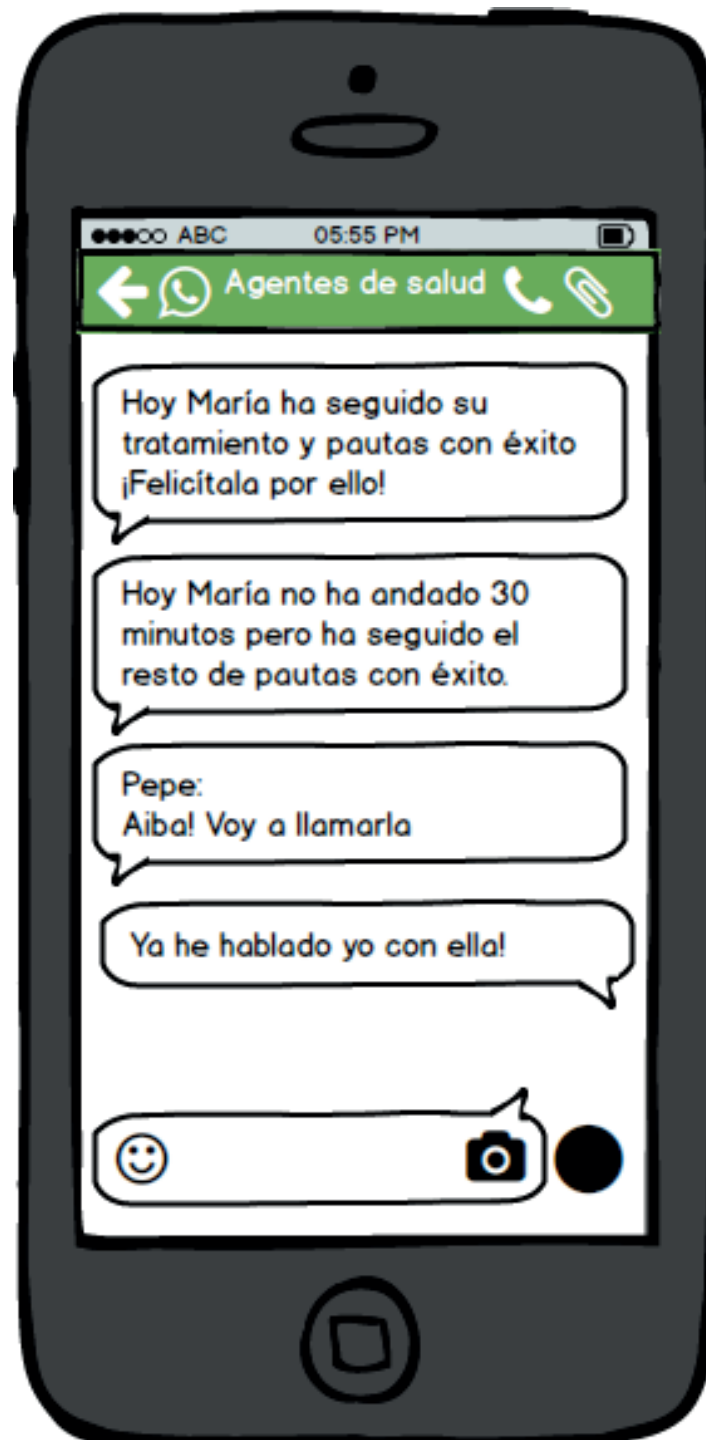 ABC 05:55 PM
Agentes de salud
Hoy María ha seguido su
tratamiento y pautas con éxito
¡Felicítala por ello!
Hoy María no ha andado 30
minutos pero ha seguido el
resto de pautas con éxito.
Pepe:
Aiba! Voy a llamarla
Ya he hablado yo con ella!